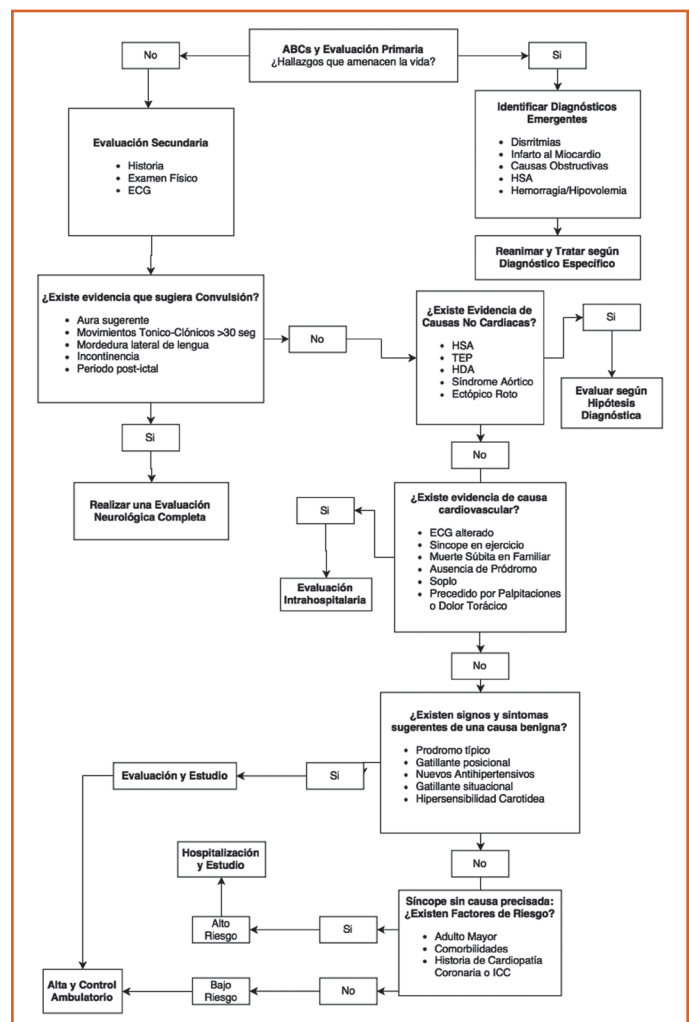 ABCs y Evaluación Primaria
¿Hallazgos que amenacen la vida?
No
Si
Identificar Diagnósticos
Emergentes
• Disrritmias
• Infarto al Miocardio
• Causas Obstructivas
• HSA
• Hemorragia/Hipovolemia
Evaluación Secundaria
• Historia
• Examen Físico
• ECG
Reanimar y Tratar según
Diagnóstico Específico
¿Existe evidencia que sugiera Convulsión?
• Aura sugerente
• Movimientos Tonico-Clónicos >30 seg
• Mordedura lateral de lengua
• Incontinencia
• Periodo post-ictal
No
¿Existe Evidencia de
Causas No Cardiacas?
• HSA
• TEP
• HDA
• Síndrome Aórtico
• Ectópico Roto
Si
Evaluar según
Hipótesis
Diagnóstica
Si
Realizar una Evaluación
Neurológica Completa
No
¿Existe evidencia de causa
cardiovascular?
• ECG alterado
• Sincope en ejercicio
• Muerte Súbita en Familiar
• Ausencia de Pródromo
• Soplo
• Precedido por Palpitaciones
o Dolor Torácico
Si
Evaluación
Intrahospitalaria
No
¿Existen signos y sintomas
sugerentes de una causa benigna?
• Prodromo típico
• Gatillante posicional
• Nuevos Antihipertensivos
• Gatillante situacional
• Hipersensibilidad Carotidea
Si
Evaluación y Estudio
No
Síncope sin causa precisada:
¿Existen Factores de Riesgo?
• Adulto Mayor
• Comorbilidades
• Historia de Cardiopatía
Coronaria o ICC
Si
Alto
Riesgo
Hospitalización
y Estudio
No
Bajo
Riesgo
Alta y Control
Ambulatorio